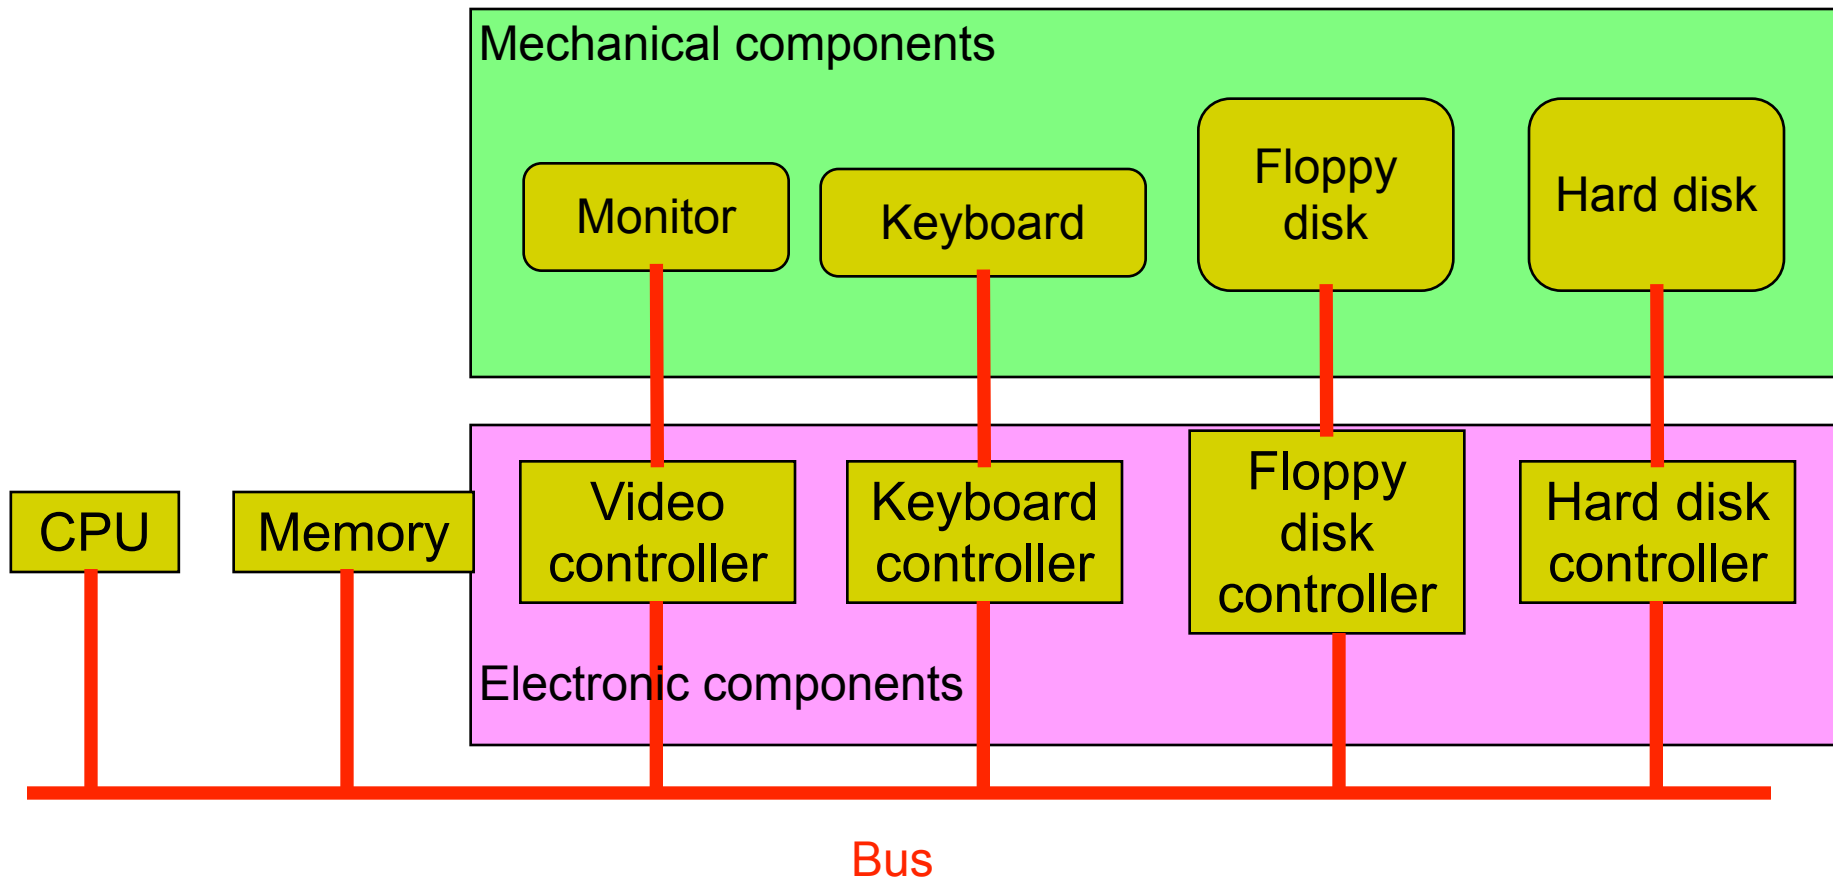 Mechanical components
Monitor
Keyboard
Floppy
disk
Hard disk
CPU
Memory
Video
controller
Keyboard
controller
Floppy
disk
controller
Hard disk
controller
Electronic components
Bus